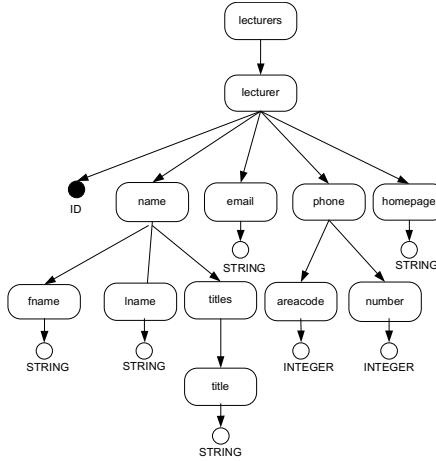 lecturers
lecturer
ID
name
email
phone
homepage
STRING
STRING
fname
lname
titles
areacode
number
STRING
STRING
INTEGER
INTEGER
title
STRING